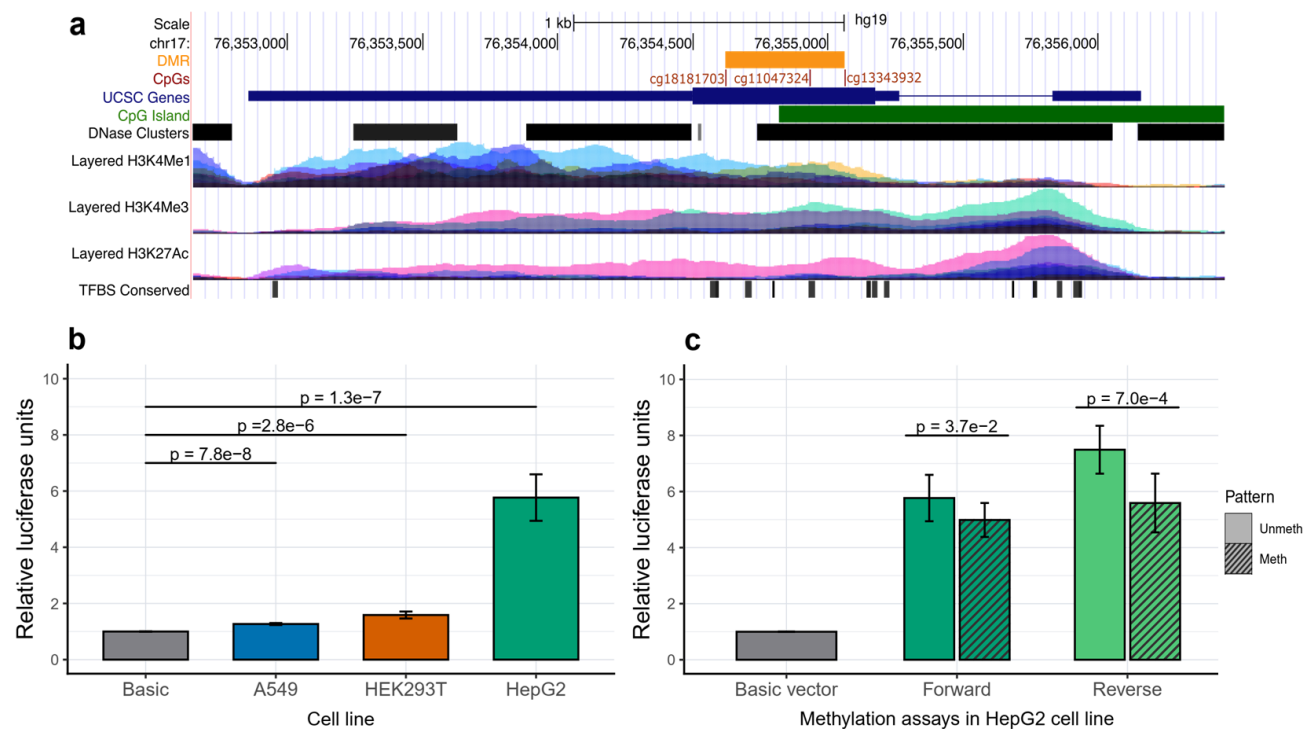 a
Scale 1 kb hg19
chr17: 76,353,000 76,353,500 76,354,000 76,354,500 76,355,000 76,355,500 76,356,000
DMR
CpGs cg18181703 cg11047324 cg13343932
UCSC Genes
CpG Island
DNase Clusters
Layered H3K4Me1
Layered H3K4Me3
Layered H3K27Ac
TFBS Conserved
b
Relative luciferase units
10
8
6
4
2
0
p = 1.3e−7
p =2.8e−6
p = 7.8e−8
Basic A549 HEK293T HepG2
Cell line
c
Relative luciferase units
10
8
6
4
2
0
p = 7.0e−4
p = 3.7e−2
Basic vector Forward Reverse
Methylation assays in HepG2 cell line
Pattern
Unmeth
Meth